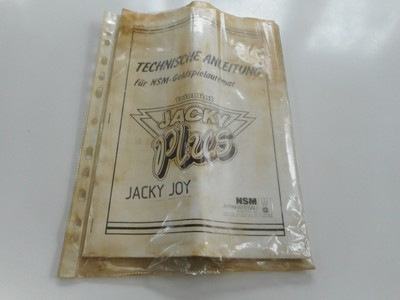 TECHNISCHE ANLEITUNG
für NSM-Geldspielautomat
JACKY
Plus
JACKY JOY
NSM